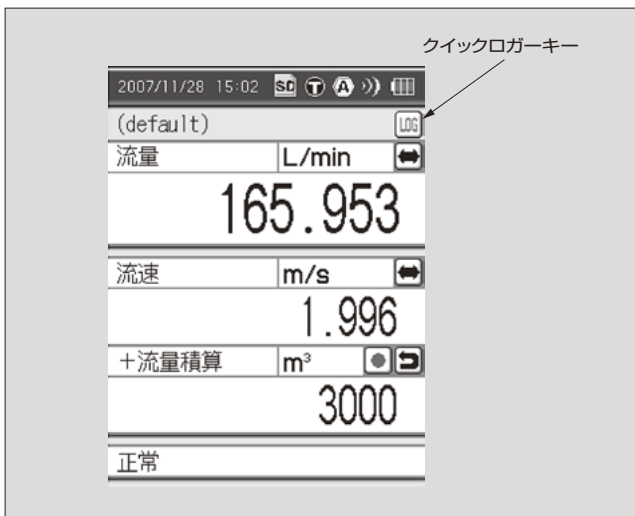 クイックロガーキー
2007/11/28 15:02 SD T A
(default) LOG
流量 L/min
165.953
流速 m/s
1.996
＋流量積算 m³
3000
正常